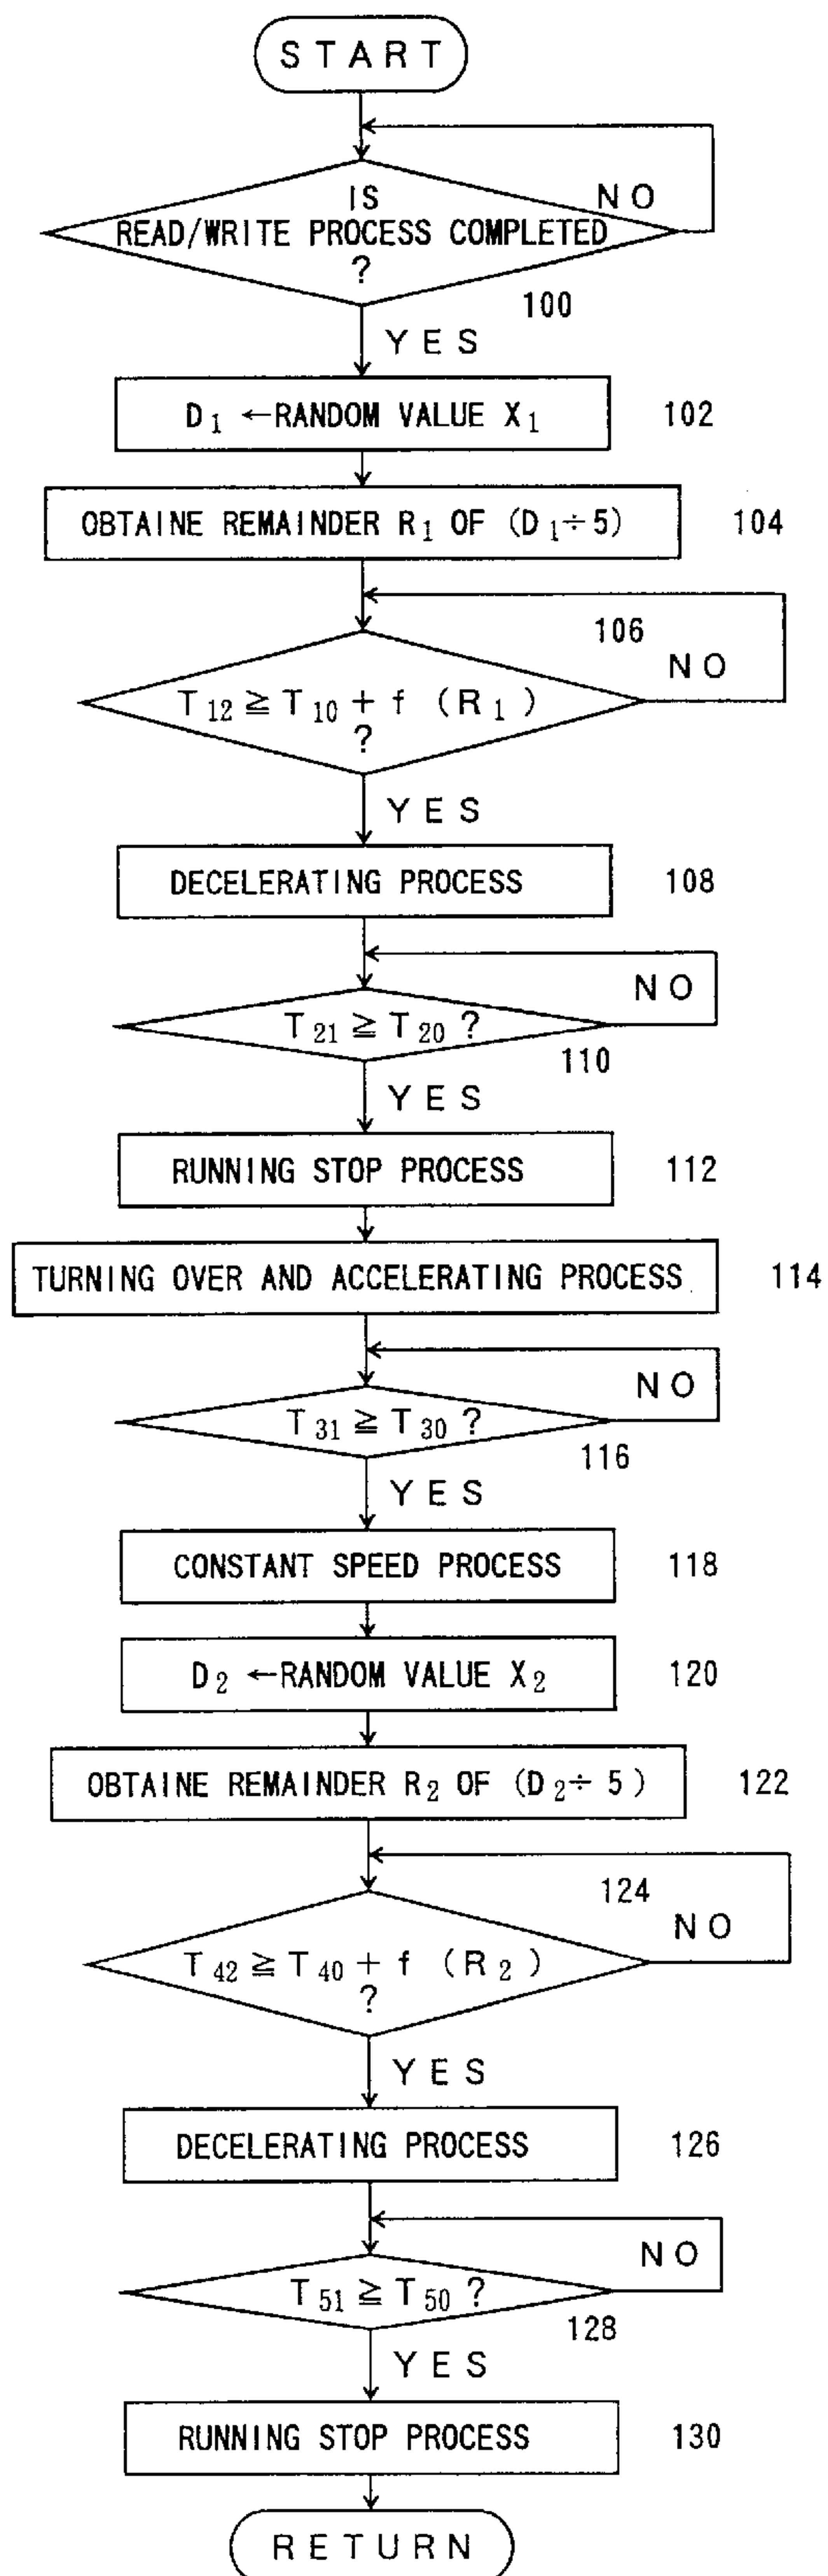 START
IS
NO
READ/WRITE PROCESS COMPLETED
?
100
YES
D₁ ←RANDOM VALUE X₁ 102
OBTAINE REMAINDER R₁ OF (D₁÷5) 104
106
NO
T₁₂ ≧ T₁₀ + f (R₁)
?
YES
DECELERATING PROCESS 108
NO
T₂₁ ≧ T₂₀ ?
110
YES
RUNNING STOP PROCESS 112
TURNING OVER AND ACCELERATING PROCESS 114
NO
T₃₁ ≧ T₃₀ ?
116
YES
CONSTANT SPEED PROCESS 118
D₂ ←RANDOM VALUE X₂ 120
OBTAINE REMAINDER R₂ OF (D₂÷ 5) 122
124
NO
T₄₂ ≧ T₄₀ + f (R₂)
?
YES
DECELERATING PROCESS 126
NO
T₅₁ ≧ T₅₀ ?
128
YES
RUNNING STOP PROCESS 130
RETURN